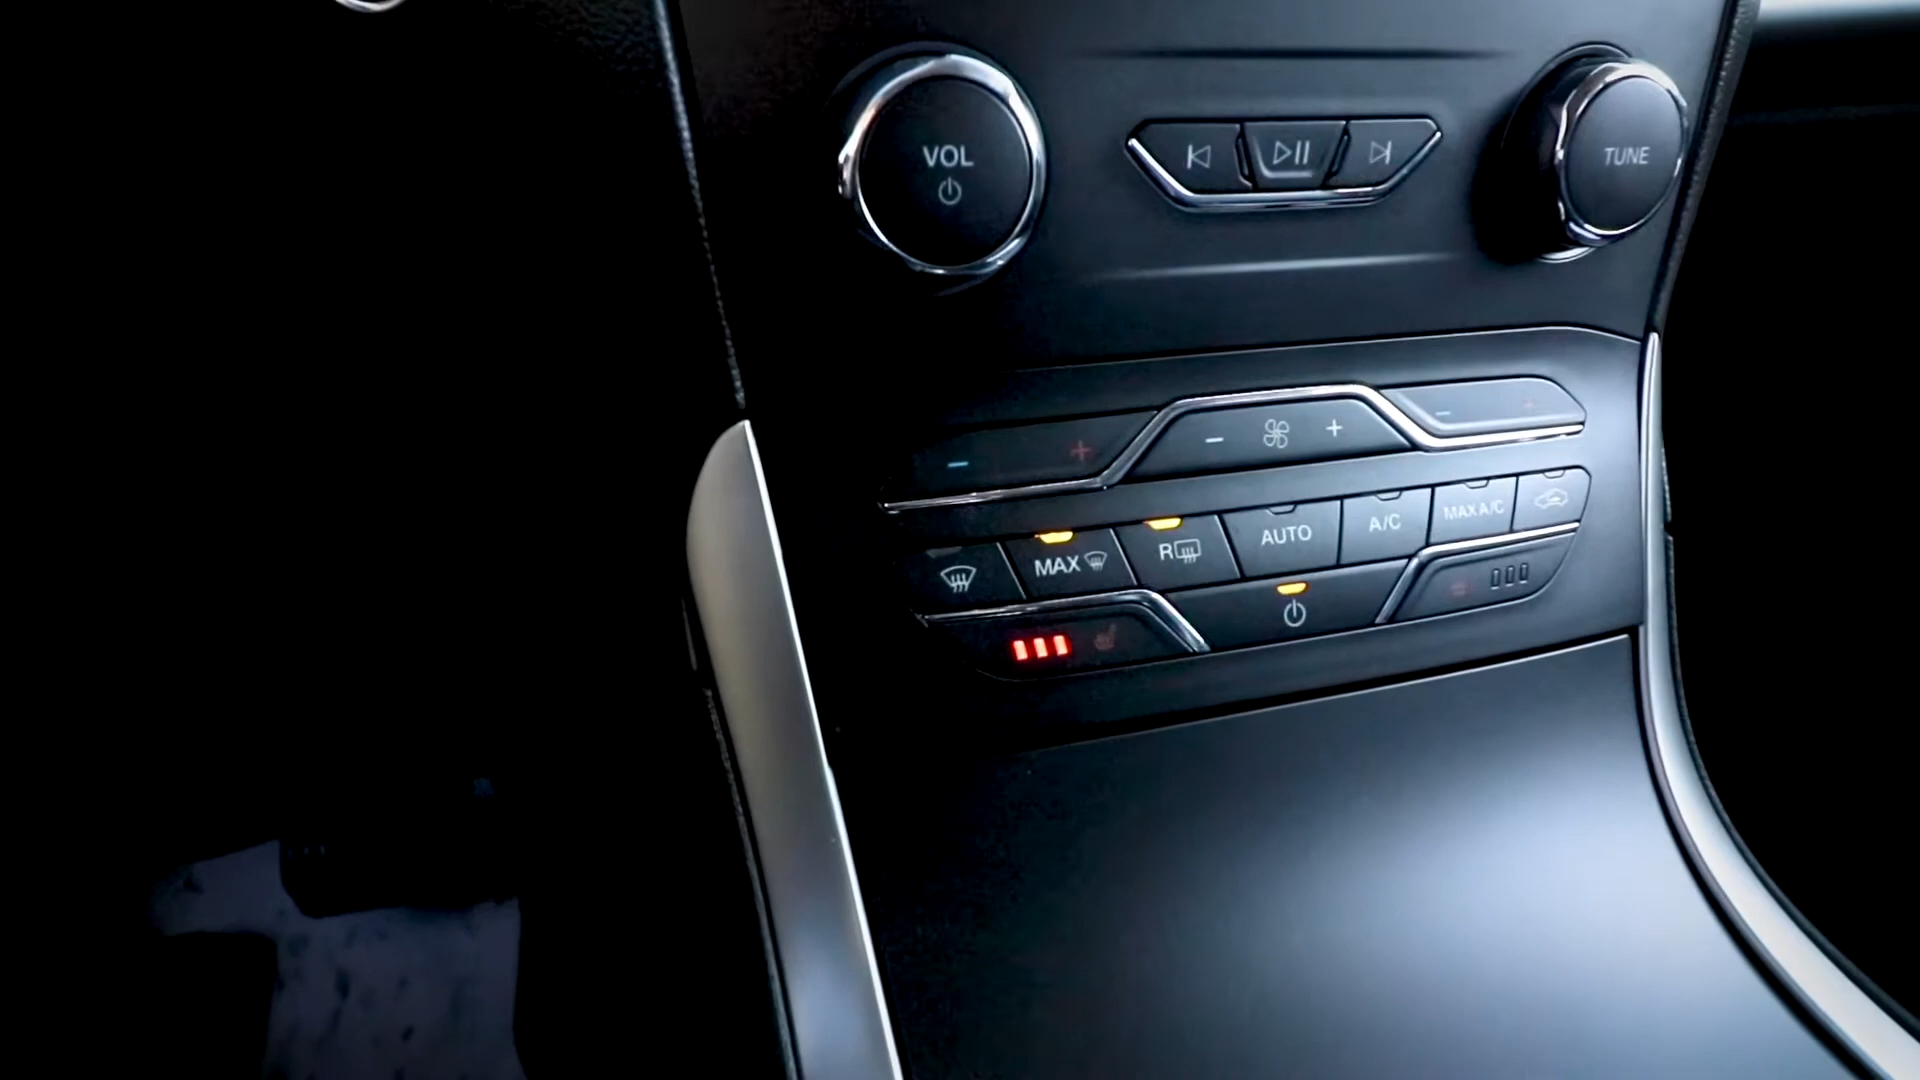 VOL
TUNE
- +
- +
- +
MAX
R
AUTO
A/C
MAX A/C